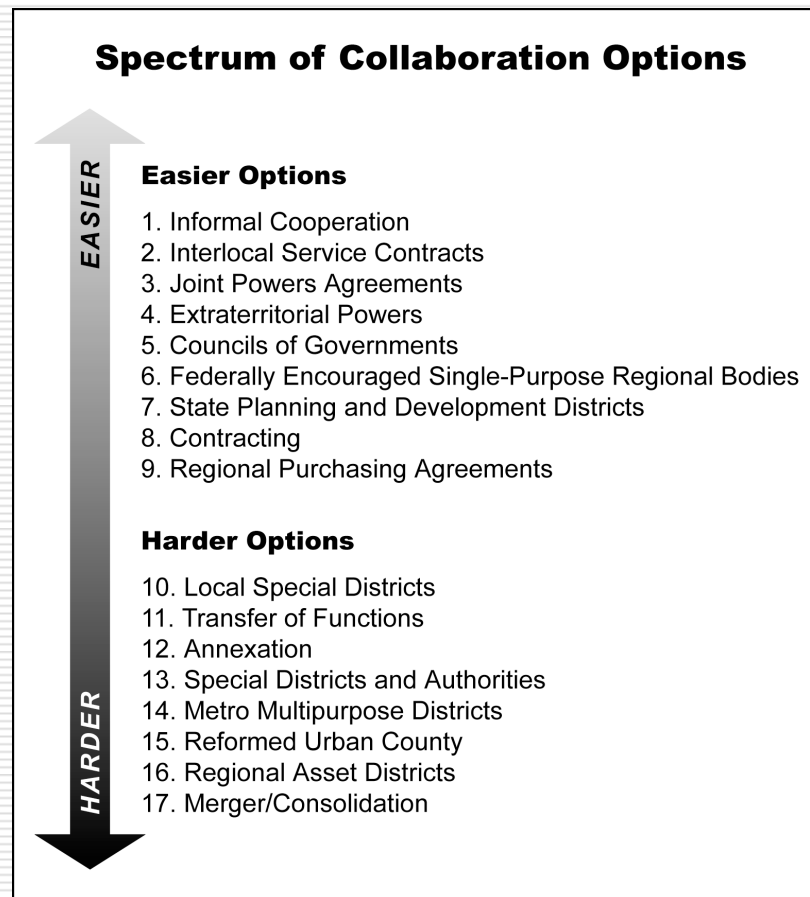 Spectrum of Collaboration Options
EASIER
Easier Options
1. Informal Cooperation
2. Interlocal Service Contracts
3. Joint Powers Agreements
4. Extraterritorial Powers
5. Councils of Governments
6. Federally Encouraged Single-Purpose Regional Bodies
7. State Planning and Development Districts
8. Contracting
9. Regional Purchasing Agreements
Harder Options
10. Local Special Districts
11. Transfer of Functions
12. Annexation
13. Special Districts and Authorities
14. Metro Multipurpose Districts
15. Reformed Urban County
16. Regional Asset Districts
17. Merger/Consolidation
HARDER